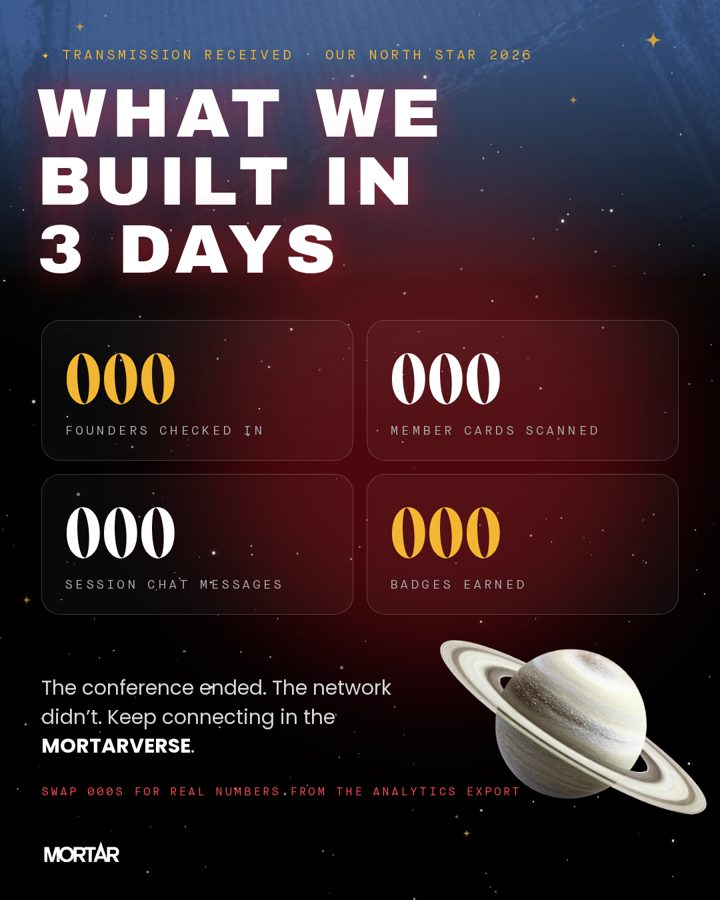 ✦ TRANSMISSION RECEIVED · OUR NORTH STAR 2026
WHAT WE
BUILT IN
3 DAYS
000
FOUNDERS CHECKED IN
000
MEMBER CARDS SCANNED
000
SESSION CHAT MESSAGES
000
BADGES EARNED
The conference ended. The network
didn’t. Keep connecting in the
MORTARVERSE.
SWAP 000S FOR REAL NUMBERS FROM THE ANALYTICS EXPORT
MORTAR